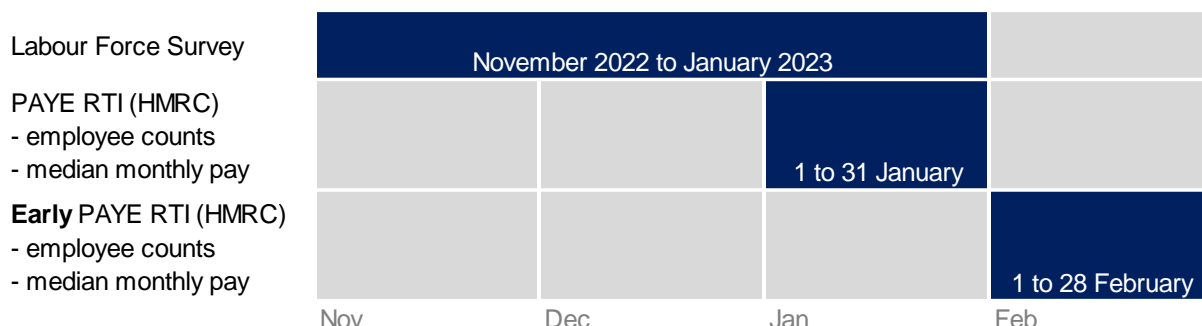 Labour Force Survey
November 2022 to January 2023
PAYE RTI (HMRC)
- employee counts
- median monthly pay
1 to 31 January
Early PAYE RTI (HMRC)
- employee counts
- median monthly pay
1 to 28 February
Nov Dec Jan Feb